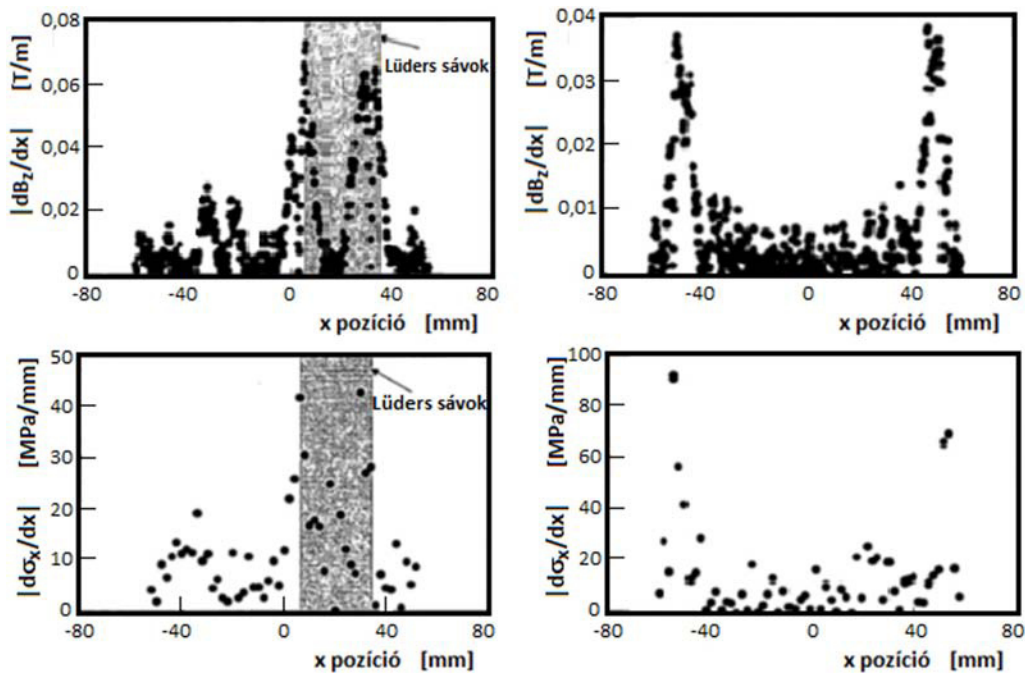 0,08
0,06
0,04
0,02
0
|dB_z/dx| [T/m]
Lüders sávok
-80 -40 0 40 80
x pozíció [mm]
0,04
0,03
0,02
0,01
0
|dB_z/dx| [T/m]
-80 -40 0 40 80
x pozíció [mm]
50
40
30
20
10
0
|dσ_x/dx| [MPa/mm]
Lüders sávok
-80 -40 0 40 80
x pozíció [mm]
100
80
60
40
20
0
|dσ_x/dx| [MPa/mm]
-80 -40 0 40 80
x pozíció [mm]